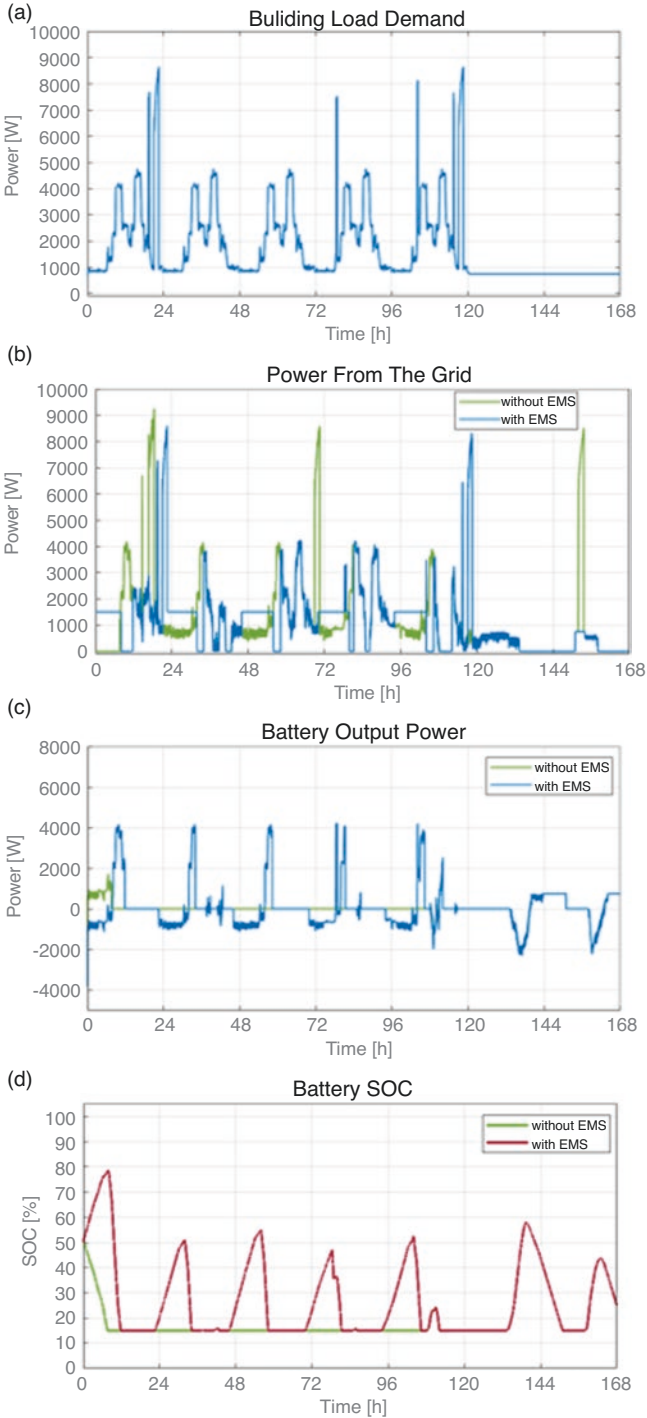 (a)
Buliding Load Demand
10000
9000
8000
7000
6000
5000
4000
3000
2000
1000
0
Power [W]
0 24 48 72 96 120 144 168
Time [h]
(b)
Power From The Grid
10000
9000
8000
7000
6000
5000
4000
3000
2000
1000
0
Power [W]
without EMS
with EMS
0 24 48 72 96 120 144 168
Time [h]
(c)
Battery Output Power
8000
6000
4000
2000
0
-2000
-4000
Power [W]
without EMS
with EMS
0 24 48 72 96 120 144 168
Time [h]
(d)
Battery SOC
100
90
80
70
60
50
40
30
20
10
0
SOC [%]
without EMS
with EMS
0 24 48 72 96 120 144 168
Time [h]